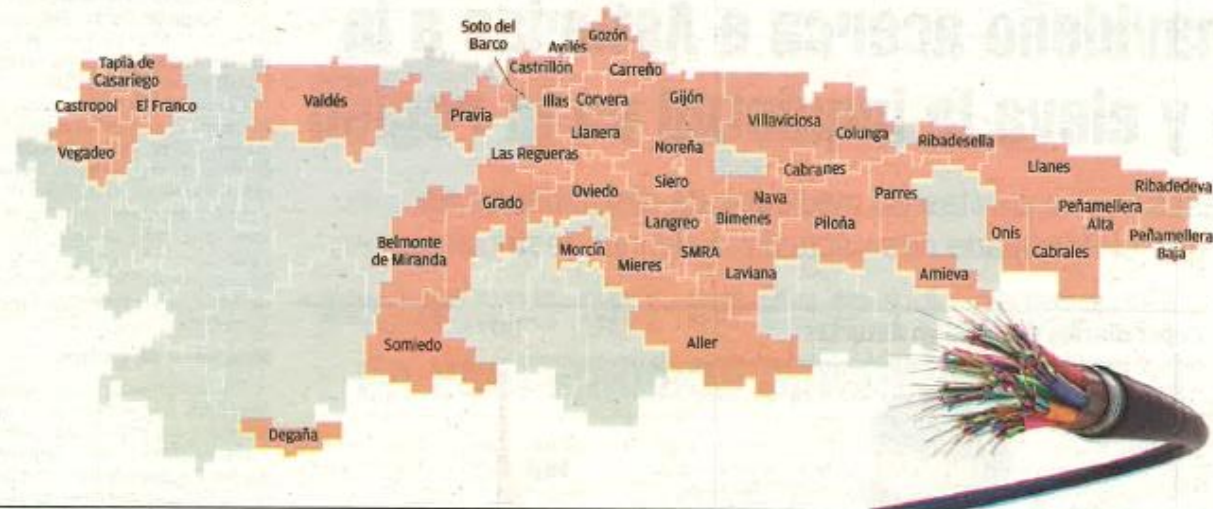 Soto del
Barco
Avilés
Gozón
Castrillón
Carreño
Tapia de
Casariego
Castropol
El Franco
Vegadeo
Valdés
Pravia
Illas
Corvera
Gijón
Llanera
Villaviciosa
Colunga
Las Regueras
Noreña
Ribadesella
Llanes
Cabranes
Siero
Ribadedeva
Grado
Oviedo
Nava
Parres
Peñamellera
Alta
Langreo
Bimenes
Piloña
Onís
Cabrales
Peñamellera
Baja
Belmonte
de Miranda
Morcín
Mieres
SMRA
Laviana
Amieva
Somiedo
Aller
Degaña